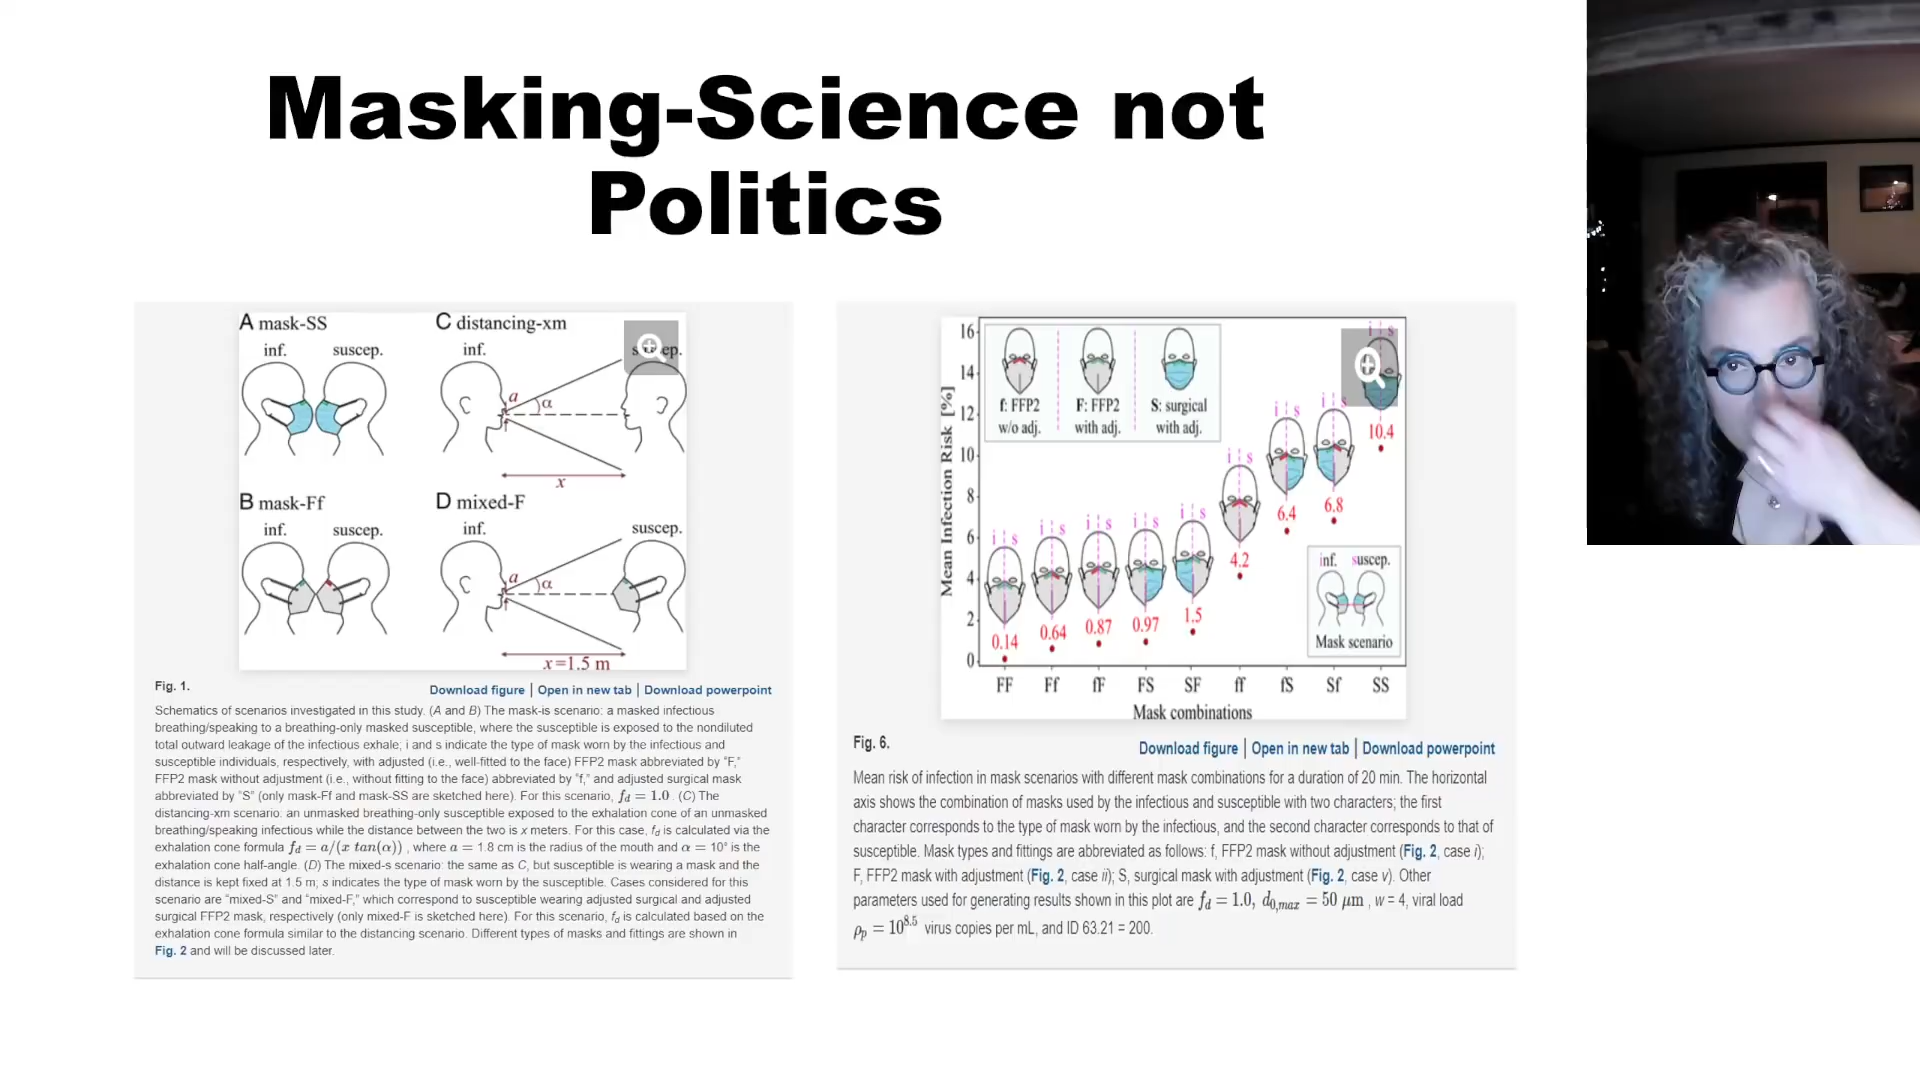 Masking-Science not
Politics
A mask-SS
inf. suscep.
C distancing-xm
inf.
a
α
x
B mask-Ff
inf. suscep.
D mixed-F
inf. suscep.
a
α
x=1.5 m
Fig. 1.
Download figure | Open in new tab | Download powerpoint
Schematics of scenarios investigated in this study. (A and B) The mask-is scenario: a masked infectious
breathing/speaking to a breathing-only masked susceptible, where the susceptible is exposed to the nondiluted
total outward leakage of the infectious exhale; i and s indicate the type of mask worn by the infectious and
susceptible individuals, respectively, with adjusted (i.e., well-fitted to the face) FFP2 mask abbreviated by “F,”
FFP2 mask without adjustment (i.e., without fitting to the face) abbreviated by “f,” and adjusted surgical mask
abbreviated by “S” (only mask-Ff and mask-SS are sketched here). For this scenario, fd = 1.0 . (C) The
distancing-xm scenario: an unmasked breathing-only susceptible exposed to the exhalation cone of an unmasked
breathing/speaking infectious while the distance between the two is x meters. For this case, fd is calculated via the
exhalation cone formula fd = a/(x tan(α)) , where a = 1.8 cm is the radius of the mouth and α = 10° is the
exhalation cone half-angle. (D) The mixed-s scenario: the same as C, but susceptible is wearing a mask and the
distance is kept fixed at 1.5 m; s indicates the type of mask worn by the susceptible. Cases considered for this
scenario are “mixed-S” and “mixed-F,” which correspond to susceptible wearing adjusted surgical and adjusted
surgical FFP2 mask, respectively (only mixed-F is sketched here). For this scenario, fd is calculated based on the
exhalation cone formula similar to the distancing scenario. Different types of masks and fittings are shown in
Fig. 2 and will be discussed later.
Mean Infection Risk [%]
16
14
12
10
8
6
4
2
0
f: FFP2 w/o adj.
F: FFP2 with adj.
S: surgical with adj.
i s i s i s i s i s i s i s i s i s
0.14 0.64 0.87 0.97 1.5 4.2 6.4 6.8 10.4
inf. suscep.
Mask scenario
FF Ff fF FS SF ff fS Sf SS
Mask combinations
Fig. 6.
Download figure | Open in new tab | Download powerpoint
Mean risk of infection in mask scenarios with different mask combinations for a duration of 20 min. The horizontal
axis shows the combination of masks used by the infectious and susceptible with two characters; the first
character corresponds to the type of mask worn by the infectious, and the second character corresponds to that of
susceptible. Mask types and fittings are abbreviated as follows: f, FFP2 mask without adjustment (Fig. 2, case i);
F, FFP2 mask with adjustment (Fig. 2, case ii); S, surgical mask with adjustment (Fig. 2, case v). Other
parameters used for generating results shown in this plot are fd = 1.0, d0,max = 50 μm , w = 4, viral load
ρp = 10^8.5 virus copies per mL, and ID 63.21 = 200.